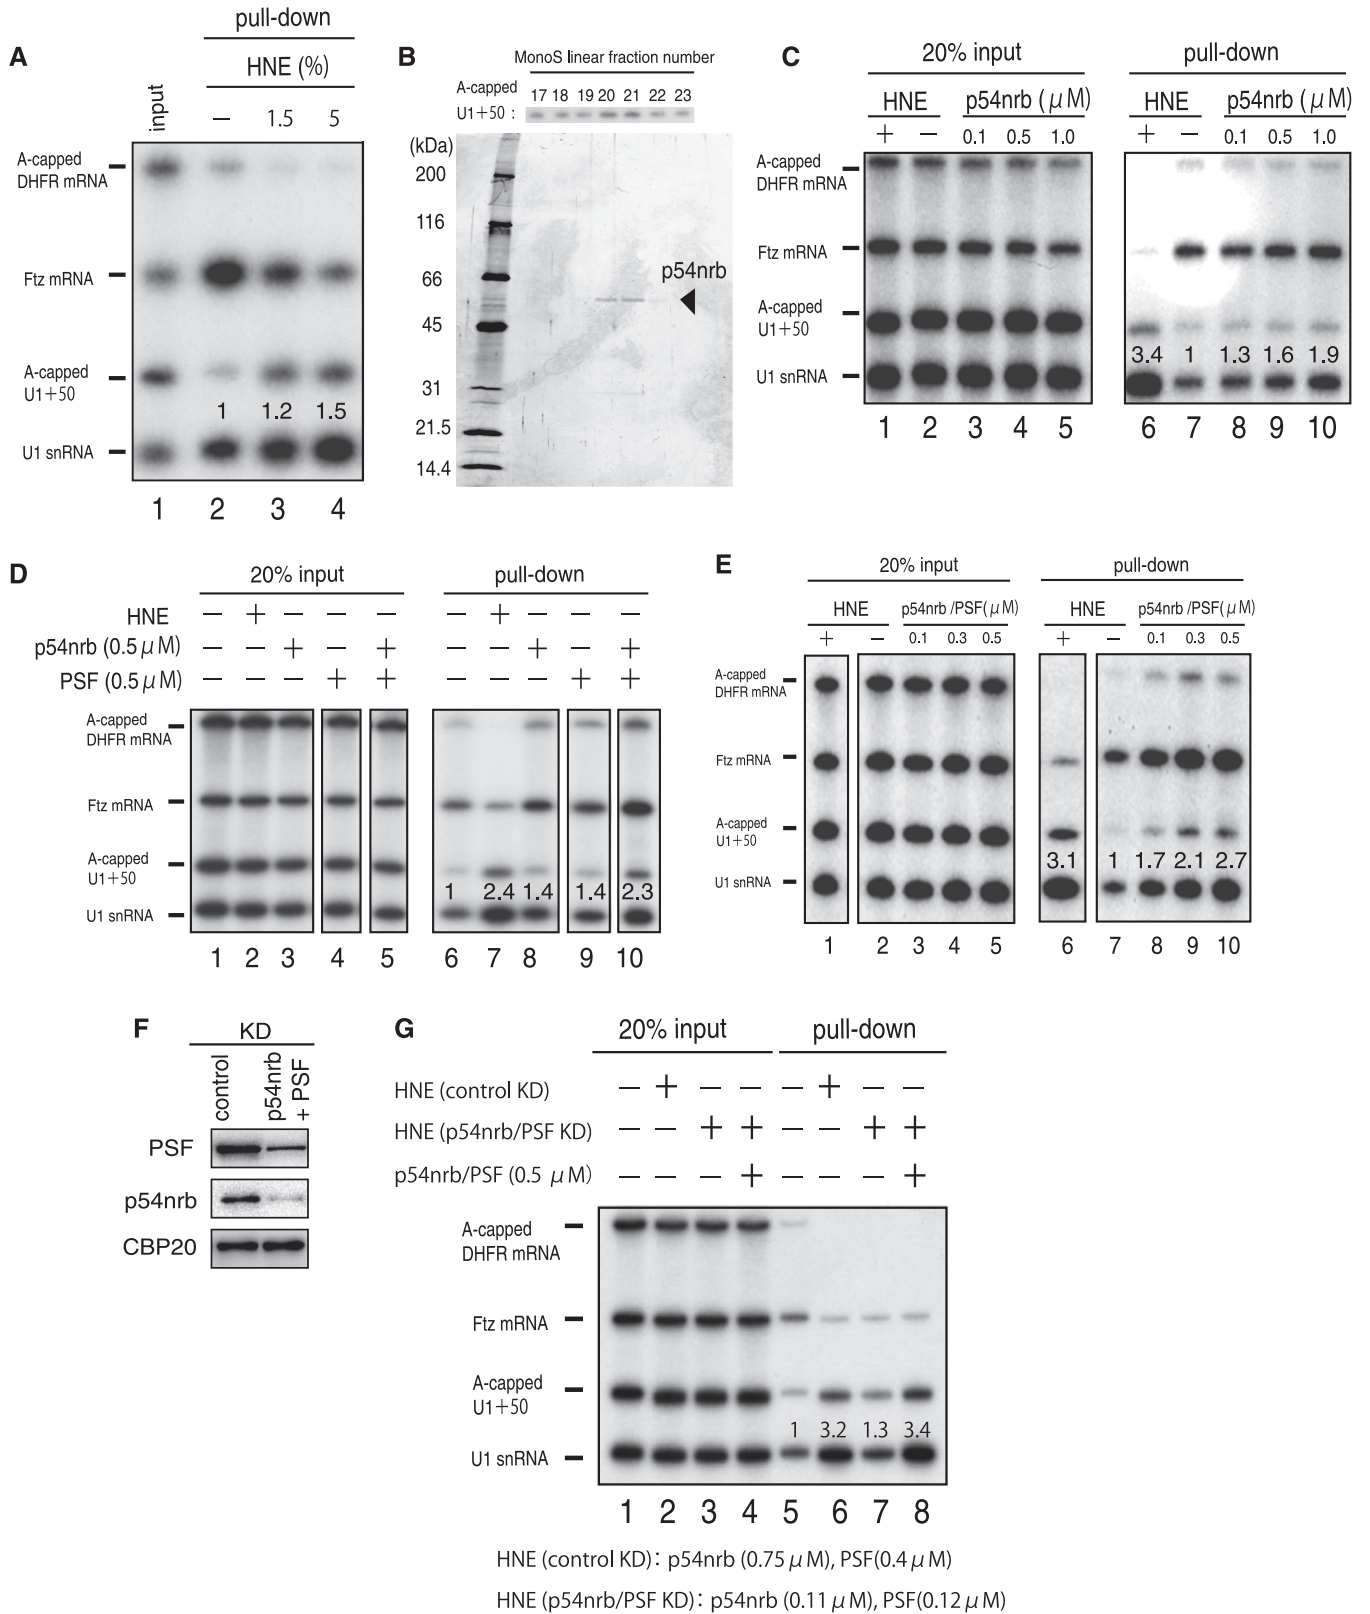 A
pull-down
HNE (%)
input
— 1.5 5
A-capped
DHFR mRNA
Ftz mRNA
A-capped
U1+50
1 1.2 1.5
U1 snRNA
1 2 3 4
B
MonoS linear fraction number
A-capped
U1+50 :
17 18 19 20 21 22 23
(kDa)
200
116
66
p54nrb
45
31
21.5
14.4
C
20% input pull-down
HNE p54nrb (μM) HNE p54nrb (μM)
+ — 0.1 0.5 1.0 + — 0.1 0.5 1.0
A-capped
DHFR mRNA
Ftz mRNA
A-capped
U1+50
3.4 1 1.3 1.6 1.9
U1 snRNA
1 2 3 4 5 6 7 8 9 10
D
20% input pull-down
HNE — + — — — — + — — —
p54nrb (0.5 μM) — — + — + — — + — +
PSF (0.5 μM) — — — + + — — — + +
A-capped
DHFR mRNA
Ftz mRNA
A-capped
U1+50
1 2.4 1.4 1.4 2.3
U1 snRNA
1 2 3 4 5 6 7 8 9 10
E
20% input pull-down
HNE p54nrb /PSF(μM) HNE p54nrb /PSF(μM)
+ — 0.1 0.3 0.5 + — 0.1 0.3 0.5
A-capped
DHFR mRNA
Ftz mRNA
A-capped
U1+50
3.1 1 1.7 2.1 2.7
U1 snRNA
1 2 3 4 5 6 7 8 9 10
F
KD
control
p54nrb
+ PSF
PSF
p54nrb
CBP20
G
20% input pull-down
HNE (control KD) — + — — — + — —
HNE (p54nrb/PSF KD) — — + + — — + +
p54nrb/PSF (0.5 μM) — — — + — — — +
A-capped
DHFR mRNA
Ftz mRNA
A-capped
U1+50
1 3.2 1.3 3.4
U1 snRNA
1 2 3 4 5 6 7 8
HNE (control KD): p54nrb (0.75 μM), PSF(0.4 μM)
HNE (p54nrb/PSF KD): p54nrb (0.11 μM), PSF(0.12 μM)